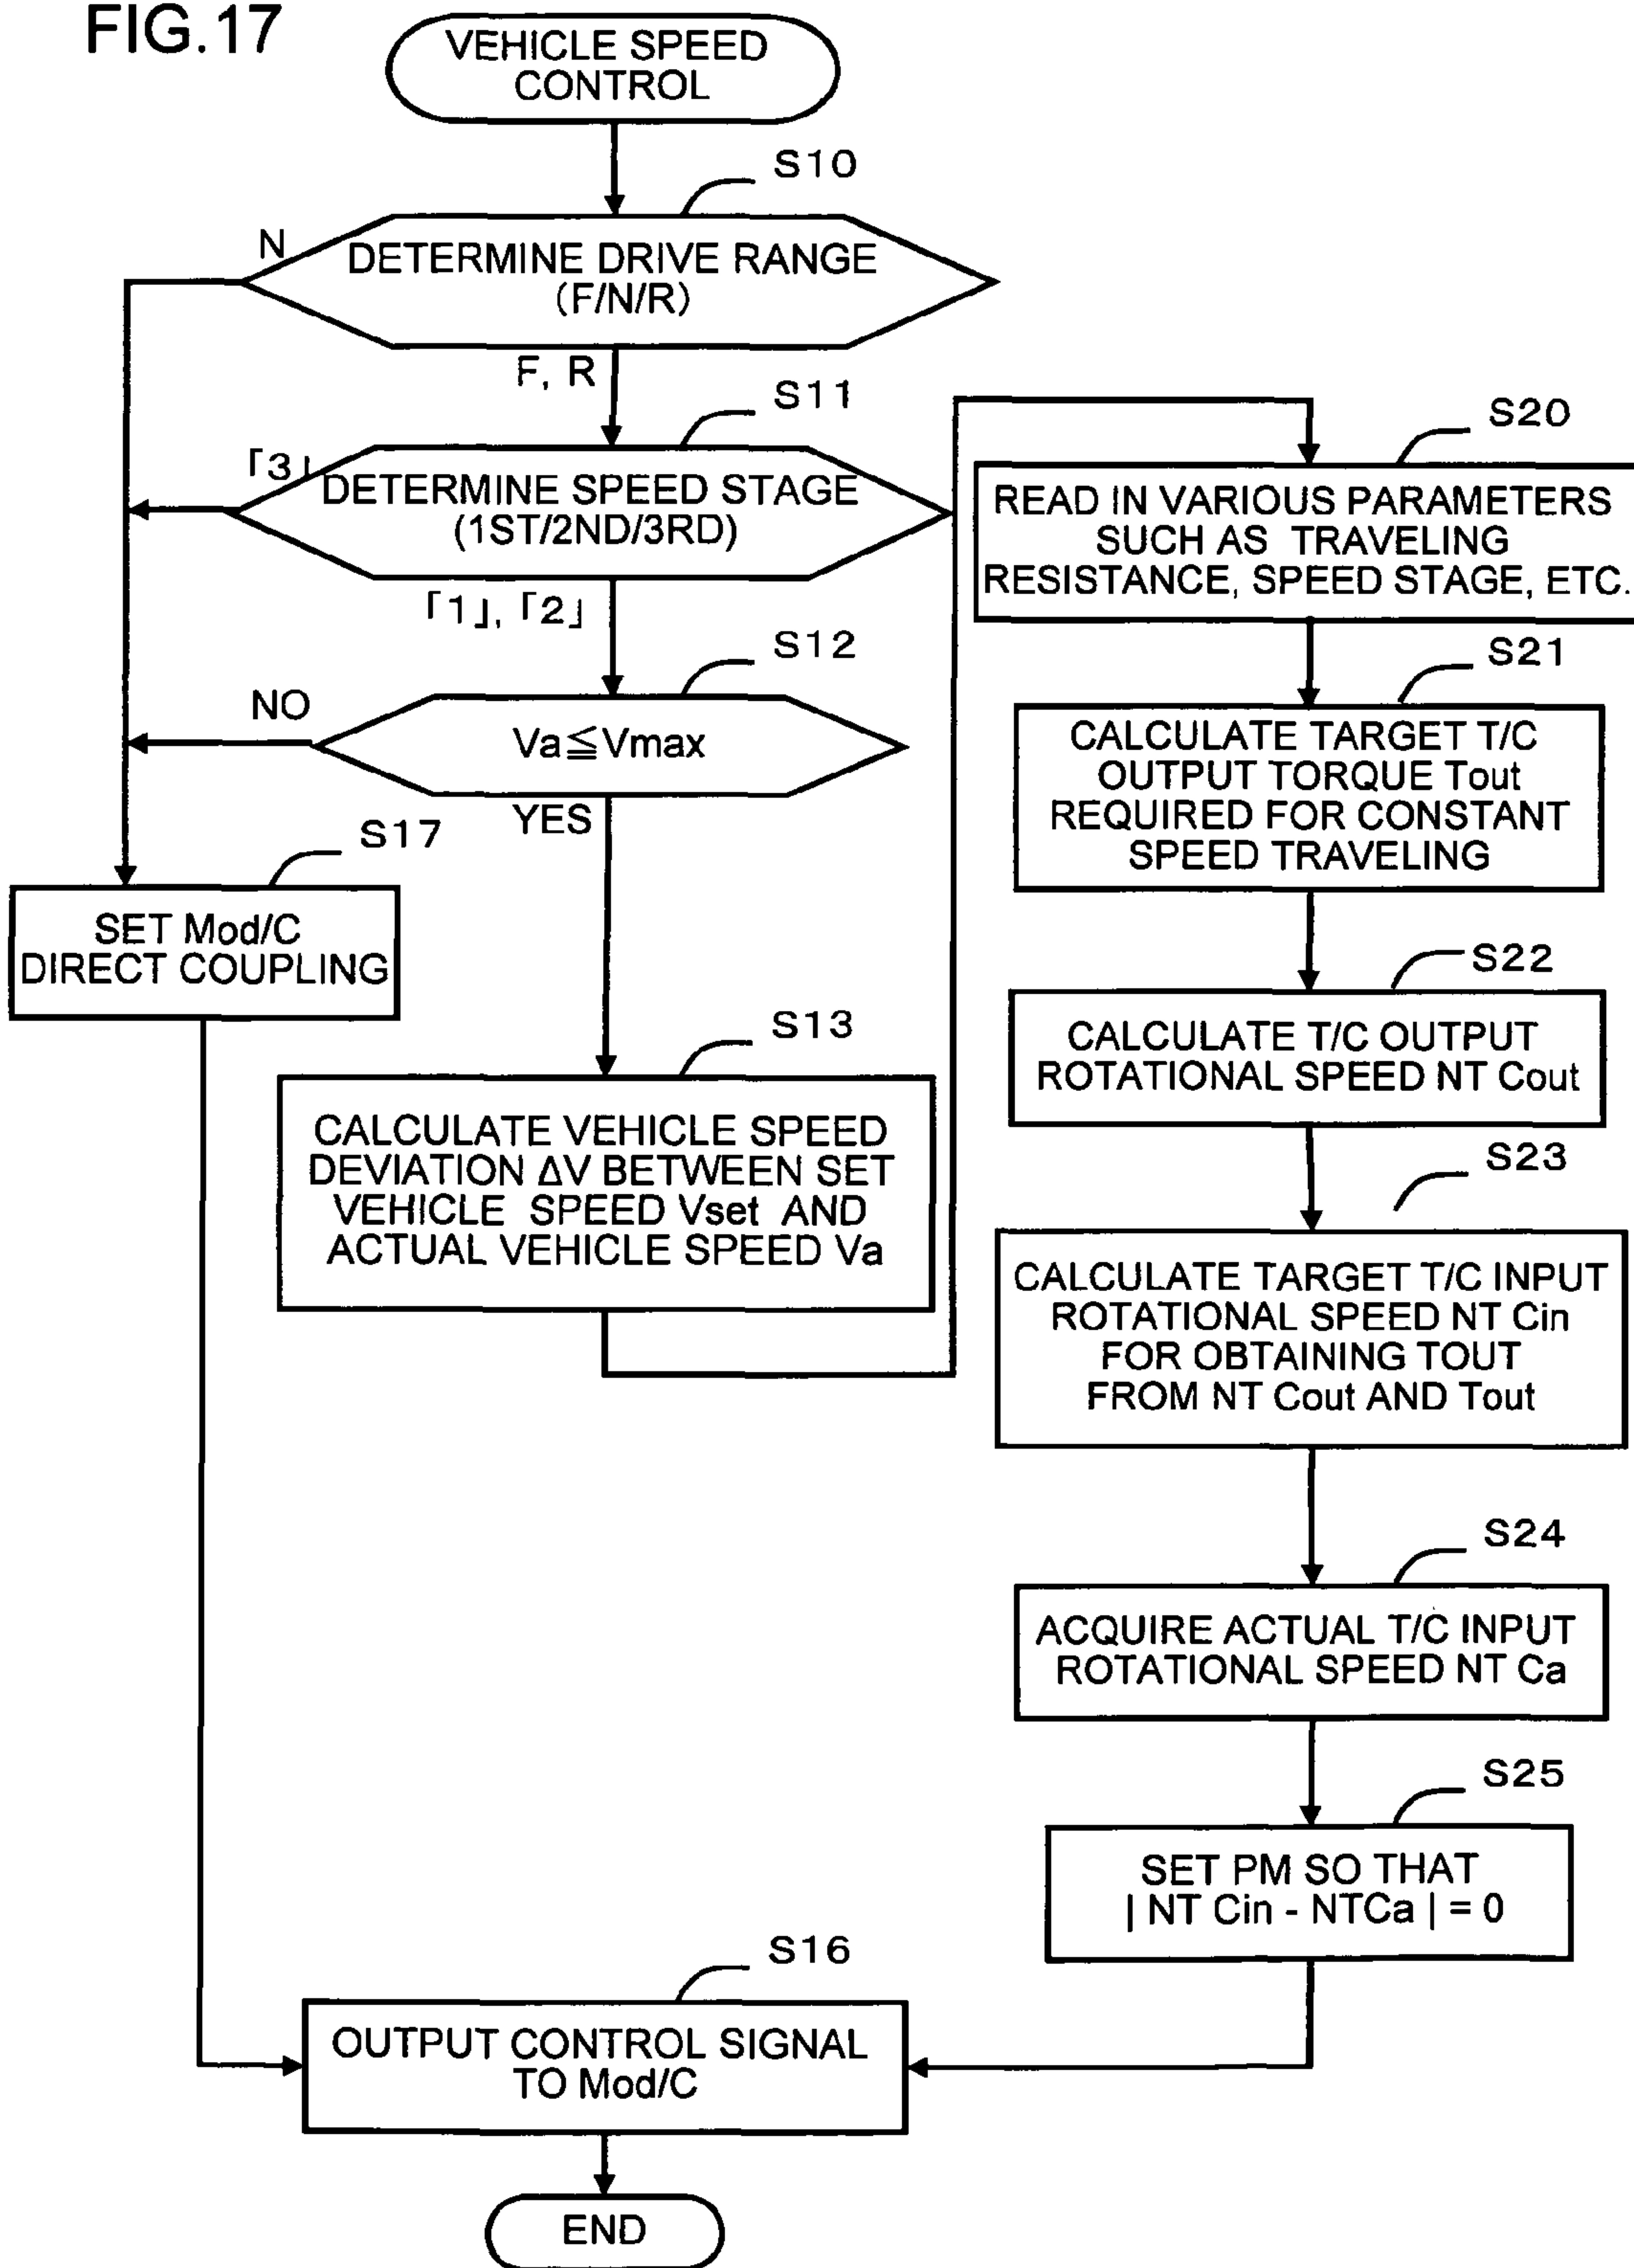 FIG.17
VEHICLE SPEED
CONTROL
S10
N
DETERMINE DRIVE RANGE
(F/N/R)
F, R
S11
「3」
DETERMINE SPEED STAGE
(1ST/2ND/3RD)
「1」, 「2」
S12
NO
Va≦Vmax
YES
S17
SET Mod/C
DIRECT COUPLING
S13
CALCULATE VEHICLE SPEED
DEVIATION ΔV BETWEEN SET
VEHICLE SPEED Vset AND
ACTUAL VEHICLE SPEED Va
S20
READ IN VARIOUS PARAMETERS
SUCH AS TRAVELING
RESISTANCE, SPEED STAGE, ETC.
S21
CALCULATE TARGET T/C
OUTPUT TORQUE Tout
REQUIRED FOR CONSTANT
SPEED TRAVELING
S22
CALCULATE T/C OUTPUT
ROTATIONAL SPEED NT Cout
S23
CALCULATE TARGET T/C INPUT
ROTATIONAL SPEED NT Cin
FOR OBTAINING TOUT
FROM NT Cout AND Tout
S24
ACQUIRE ACTUAL T/C INPUT
ROTATIONAL SPEED NT Ca
S25
SET PM SO THAT
| NT Cin - NTCa | = 0
S16
OUTPUT CONTROL SIGNAL
TO Mod/C
END